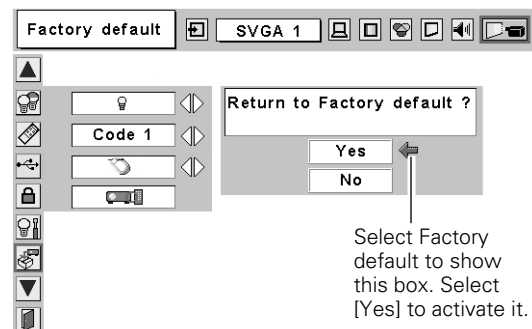 Factory default
SVGA 1
Code 1
Return to Factory default ?
Yes
No
Select Factory
default to show
this box. Select
[Yes] to activate it.